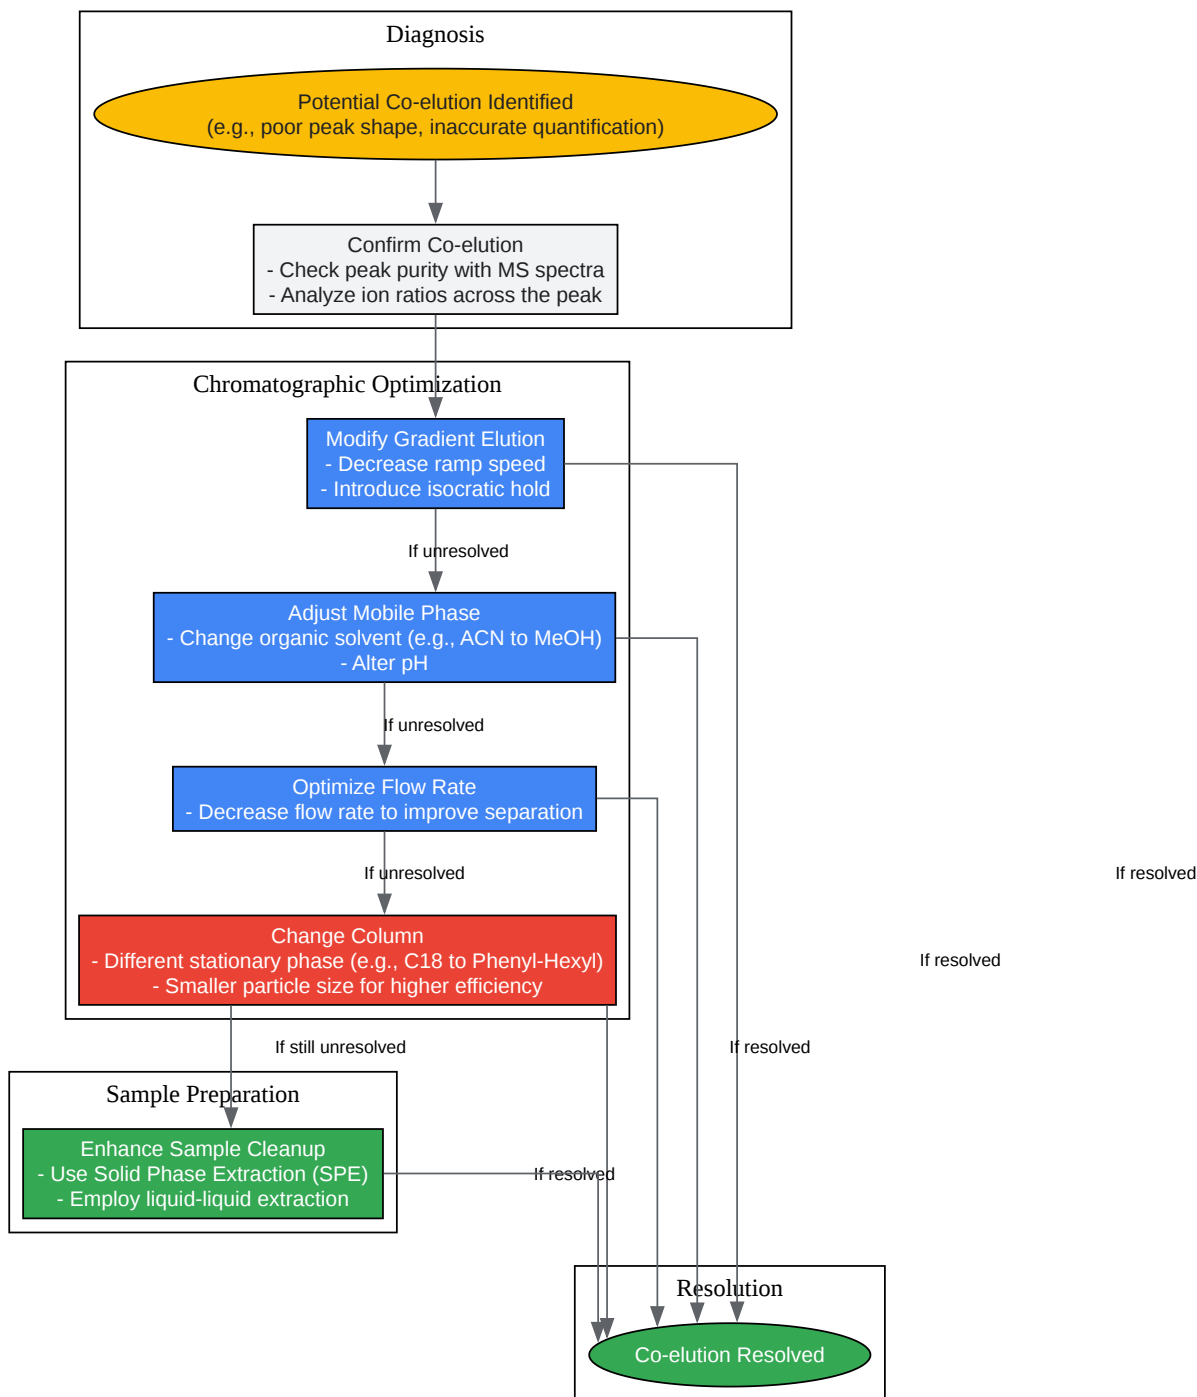 Diagnosis
Potential Co-elution Identified
(e.g., poor peak shape, inaccurate quantification)
Confirm Co-elution
- Check peak purity with MS spectra
- Analyze ion ratios across the peak
Chromatographic Optimization
Modify Gradient Elution
- Decrease ramp speed
- Introduce isocratic hold
If unresolved
Adjust Mobile Phase
- Change organic solvent (e.g., ACN to MeOH)
- Alter pH
If unresolved
Optimize Flow Rate
- Decrease flow rate to improve separation
If unresolved
If resolved
Change Column
- Different stationary phase (e.g., C18 to Phenyl-Hexyl)
- Smaller particle size for higher efficiency
If resolved
If still unresolved
If resolved
Sample Preparation
Enhance Sample Cleanup
- Use Solid Phase Extraction (SPE)
- Employ liquid-liquid extraction
If resolved
Resolution
Co-elution Resolved